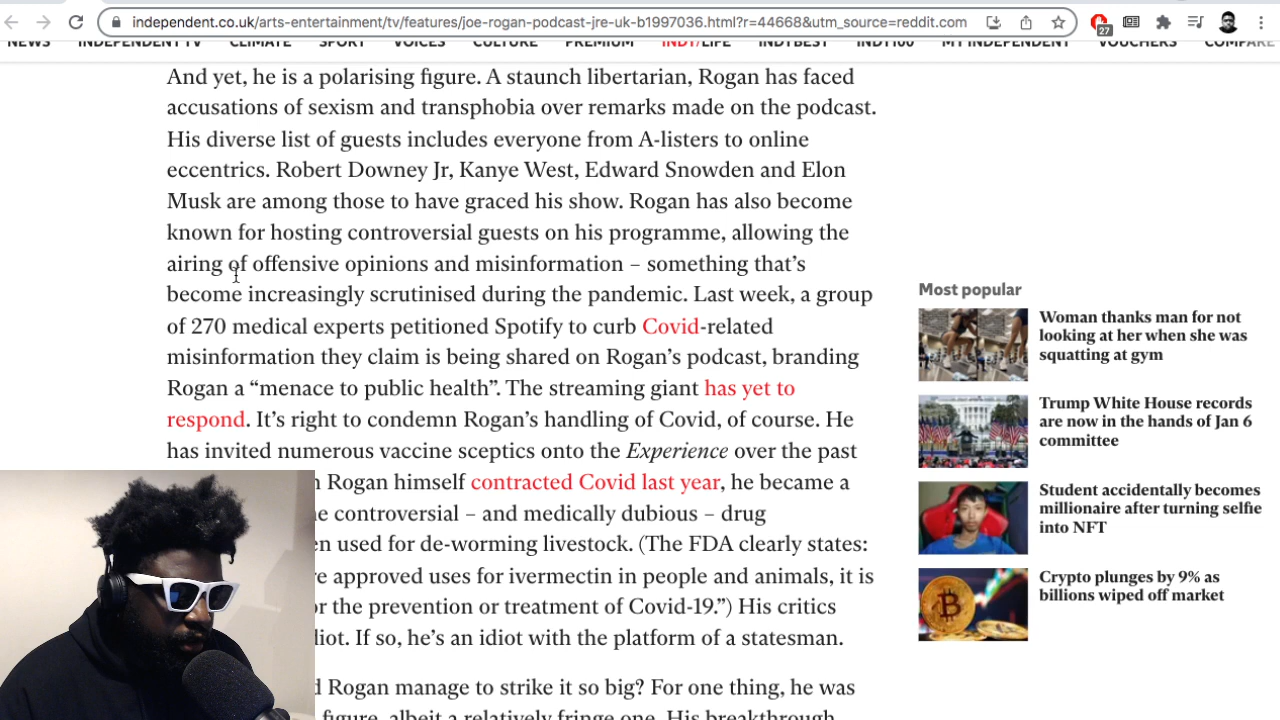 independent.co.uk/arts-entertainment/tv/features/joe-rogan-podcast-jre-uk-b1997036.html?r=44668&utm_source=reddit.com
27
NEWS INDEPENDENT TV CLIMATE SPORT VOICES CULTURE PREMIUM INDY/LIFE INDYBEST INDY100 MY INDEPENDENT VOUCHERS COMPARE
And yet, he is a polarising figure. A staunch libertarian, Rogan has faced
accusations of sexism and transphobia over remarks made on the podcast.
His diverse list of guests includes everyone from A-listers to online
eccentrics. Robert Downey Jr, Kanye West, Edward Snowden and Elon
Musk are among those to have graced his show. Rogan has also become
known for hosting controversial guests on his programme, allowing the
airing of offensive opinions and misinformation – something that’s
become increasingly scrutinised during the pandemic. Last week, a group
of 270 medical experts petitioned Spotify to curb Covid-related
misinformation they claim is being shared on Rogan’s podcast, branding
Rogan a “menace to public health”. The streaming giant has yet to
respond. It’s right to condemn Rogan’s handling of Covid, of course. He
has invited numerous vaccine sceptics onto the Experience over the past
Rogan himself contracted Covid last year, he became a
controversial – and medically dubious – drug
used for de-worming livestock. (The FDA clearly states:
approved uses for ivermectin in people and animals, it is
the prevention or treatment of Covid-19.”) His critics
If so, he’s an idiot with the platform of a statesman.
Rogan manage to strike it so big? For one thing, he was
figure, albeit a relatively fringe one. His breakthrough
Most popular
Woman thanks man for not
looking at her when she was
squatting at gym
Trump White House records
are now in the hands of Jan 6
committee
Student accidentally becomes
millionaire after turning selfie
into NFT
Crypto plunges by 9% as
billions wiped off market